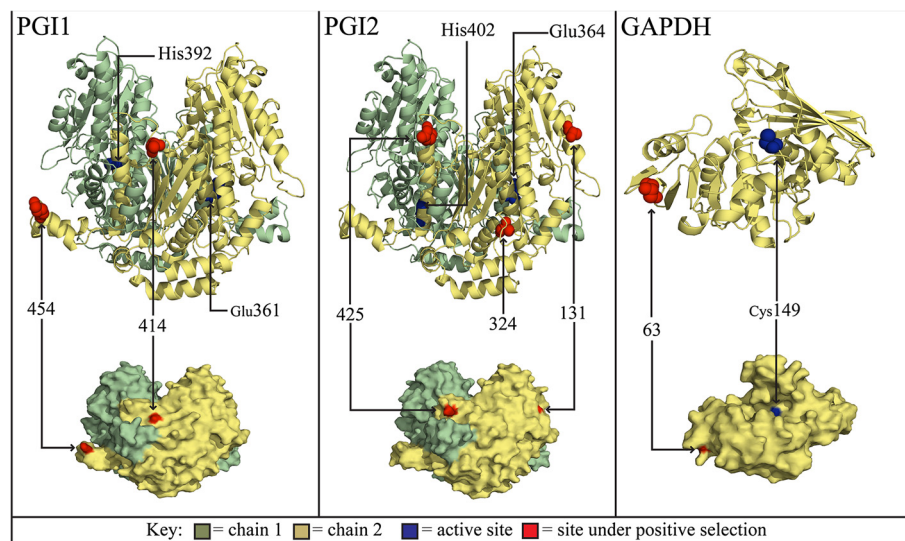 PGI1
PGI2
GAPDH
His392
His402
Glu364
454
414
Glu361
425
324
131
63
Cys149
Key: = chain 1 = chain 2 = active site = site under positive selection